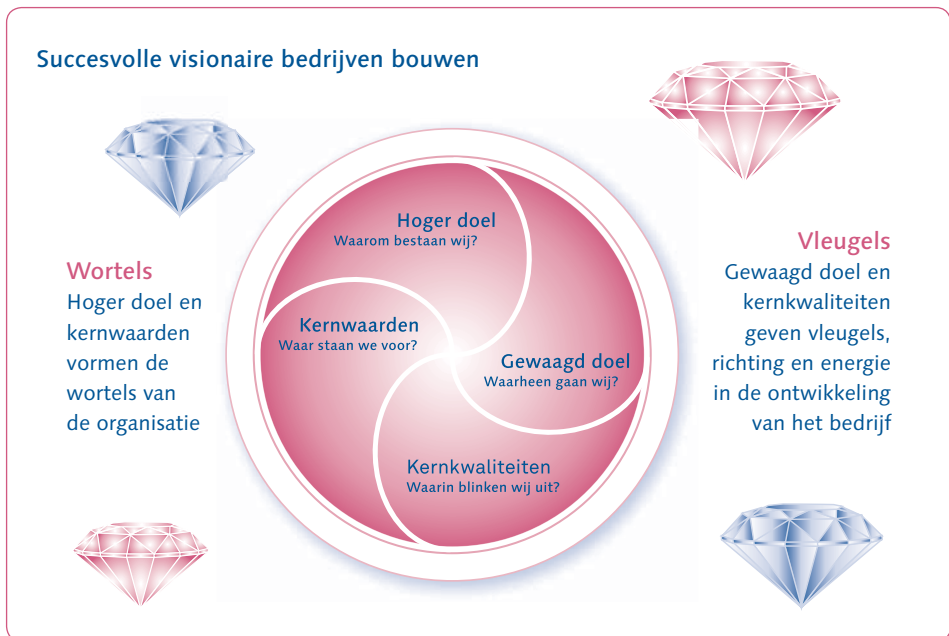 Succesvolle visionaire bedrijven bouwen
Hoger doel
Waarom bestaan wij?
Kernwaarden
Waar staan we voor?
Gewaagd doel
Waarheen gaan wij?
Kernkwaliteiten
Waarin blinken wij uit?
Wortels
Hoger doel en
kernwaarden
vormen de
wortels van
de organisatie
Vleugels
Gewaagd doel en
kernkwaliteiten
geven vleugels,
richting en energie
in de ontwikkeling
van het bedrijf